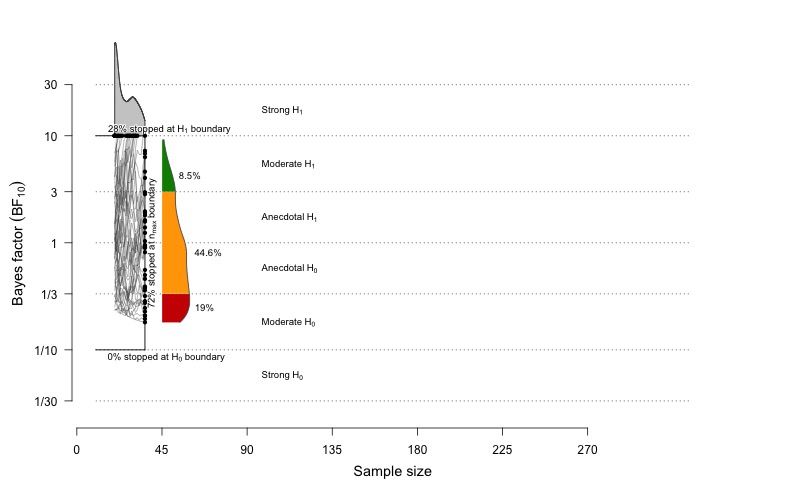 30
Strong H1
28% stopped at H1 boundary
10
Moderate H1
8.5%
3
Anecdotal H1
1
72% stopped at nmax boundary
44.6%
Anecdotal H0
1/3
19%
Moderate H0
1/10
0% stopped at H0 boundary
Strong H0
1/30
Bayes factor (BF10)
0 45 90 135 180 225 270
Sample size